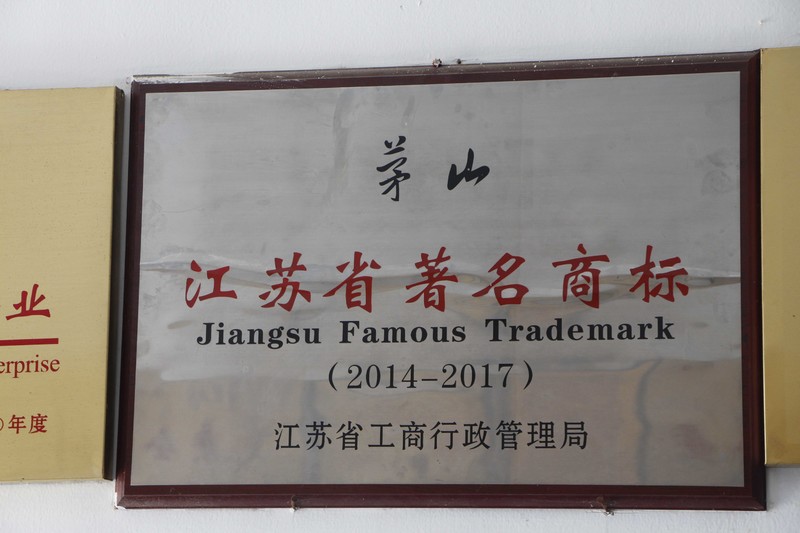 茅山
江苏省著名商标
Jiangsu Famous Trademark
(2014-2017)
江苏省工商行政管理局
业
erprise
年度